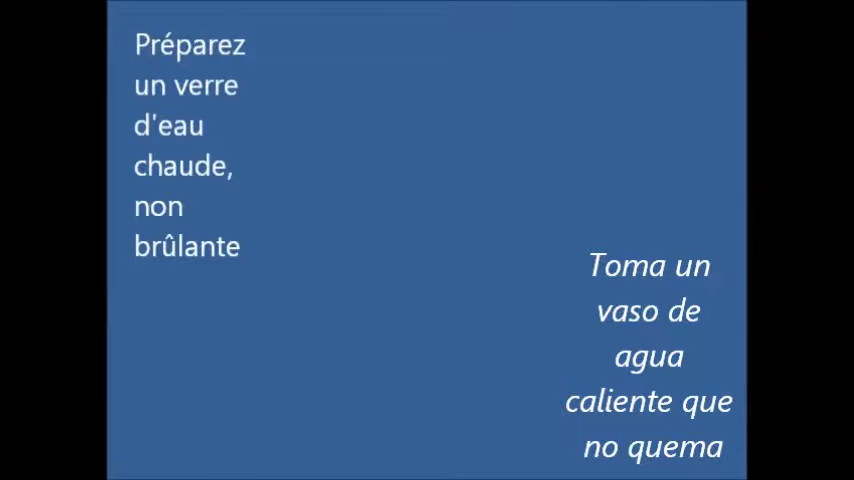 Préparez
un verre
d'eau
chaude,
non
brûlante
Toma un
vaso de
agua
caliente que
no quema